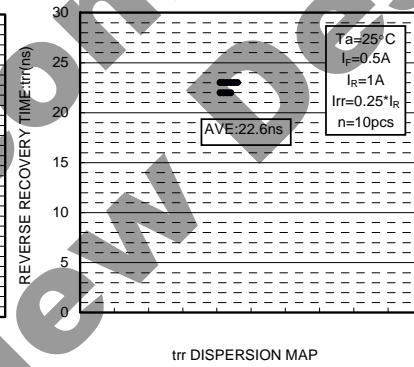 30
25
20
15
10
5
0
REVERSE RECOVERY TIME:trr(ns)
Ta=25°C
IF=0.5A
IR=1A
Irr=0.25*IR
n=10pcs
AVE:22.6ns
trr DISPERSION MAP